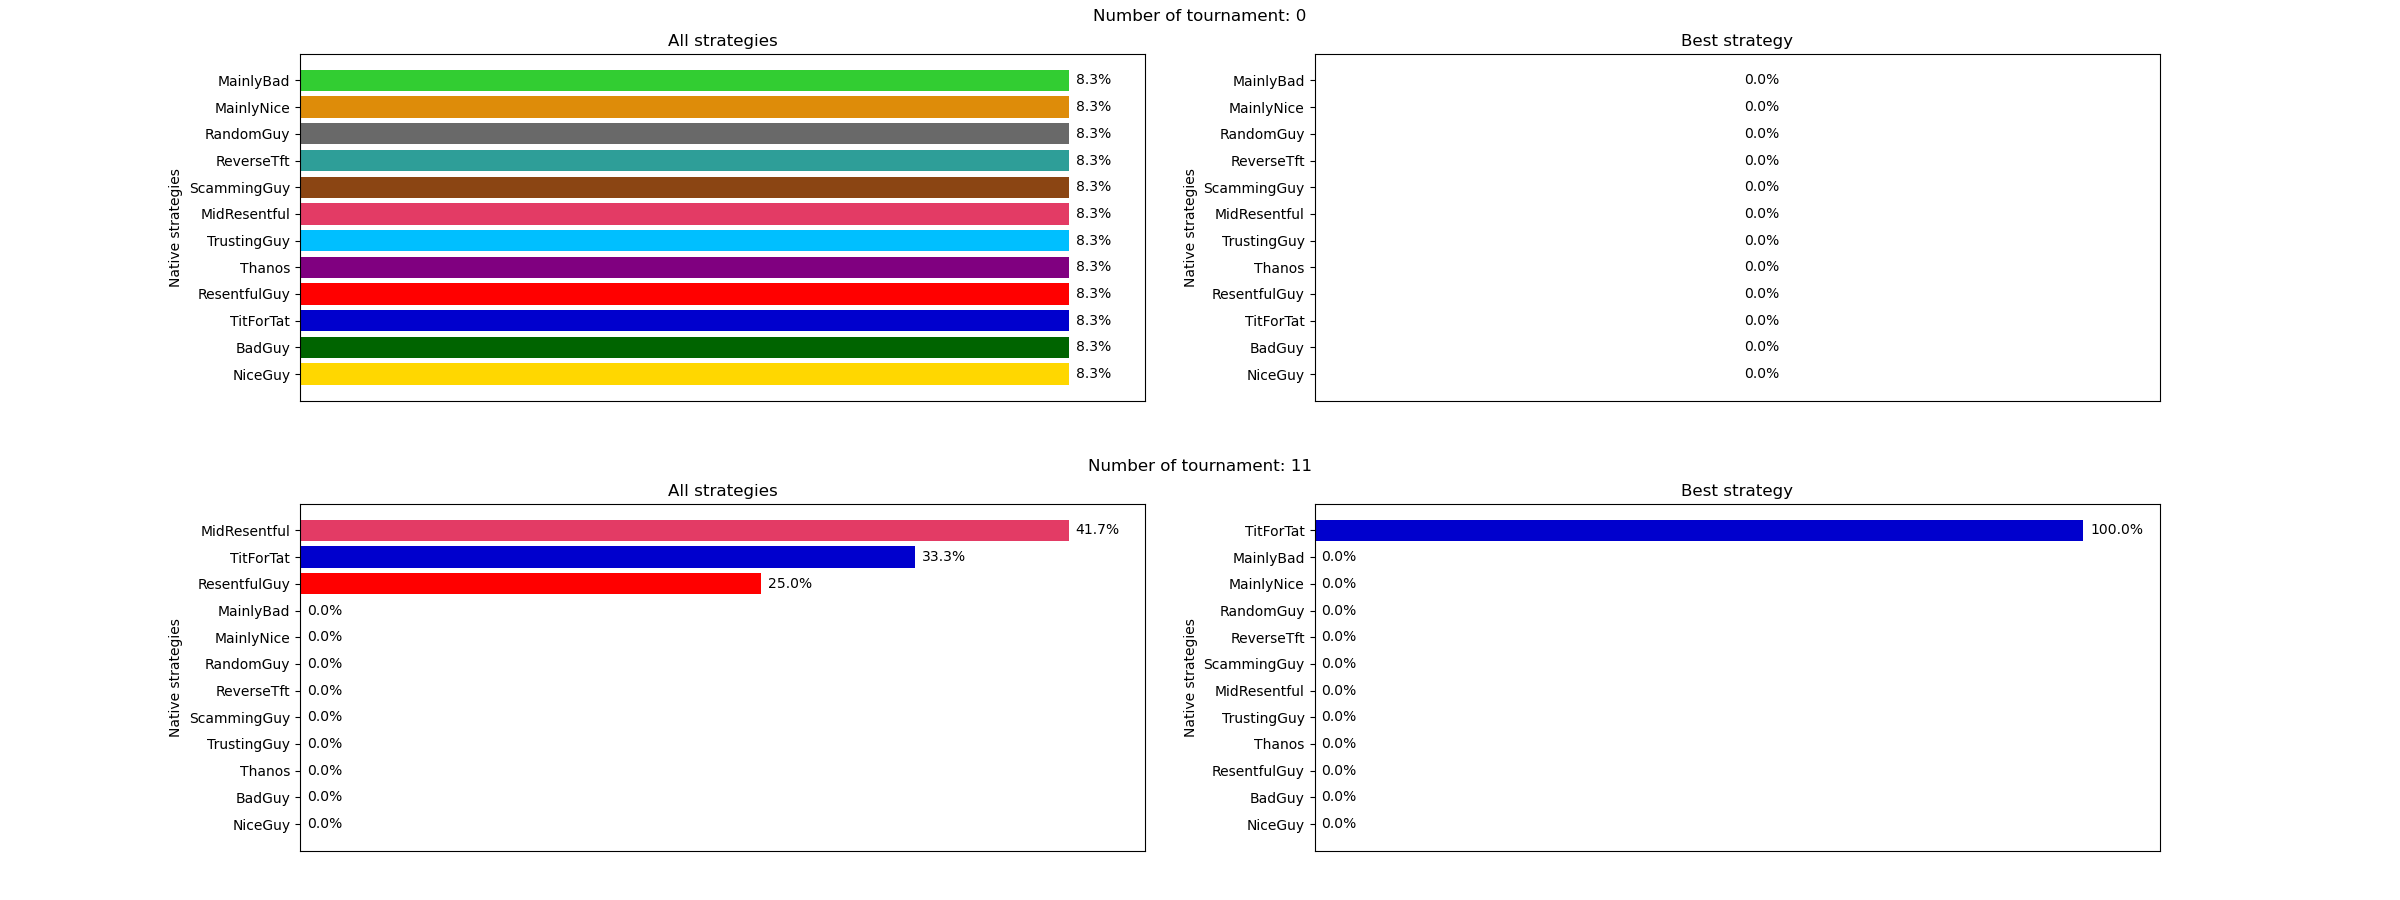 Number of tournament: 0
All strategies
Native strategies
MainlyBad 8.3%
MainlyNice 8.3%
RandomGuy 8.3%
ReverseTft 8.3%
ScammingGuy 8.3%
MidResentful 8.3%
TrustingGuy 8.3%
Thanos 8.3%
ResentfulGuy 8.3%
TitForTat 8.3%
BadGuy 8.3%
NiceGuy 8.3%
Best strategy
Native strategies
MainlyBad 0.0%
MainlyNice 0.0%
RandomGuy 0.0%
ReverseTft 0.0%
ScammingGuy 0.0%
MidResentful 0.0%
TrustingGuy 0.0%
Thanos 0.0%
ResentfulGuy 0.0%
TitForTat 0.0%
BadGuy 0.0%
NiceGuy 0.0%
Number of tournament: 11
All strategies
Native strategies
MidResentful 41.7%
TitForTat 33.3%
ResentfulGuy 25.0%
MainlyBad 0.0%
MainlyNice 0.0%
RandomGuy 0.0%
ReverseTft 0.0%
ScammingGuy 0.0%
TrustingGuy 0.0%
Thanos 0.0%
BadGuy 0.0%
NiceGuy 0.0%
Best strategy
Native strategies
TitForTat 100.0%
MainlyBad 0.0%
MainlyNice 0.0%
RandomGuy 0.0%
ReverseTft 0.0%
ScammingGuy 0.0%
MidResentful 0.0%
TrustingGuy 0.0%
Thanos 0.0%
ResentfulGuy 0.0%
BadGuy 0.0%
NiceGuy 0.0%